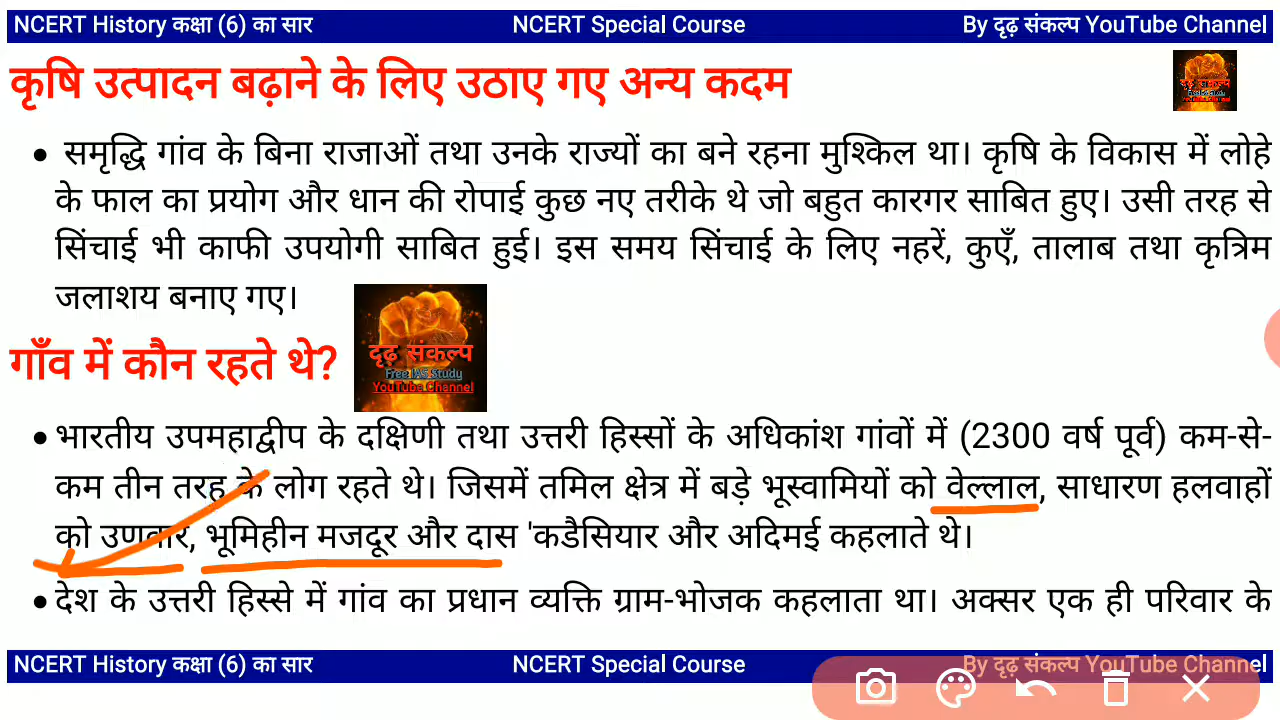 NCERT History कक्षा (6) का सार NCERT Special Course By दृढ़ संकल्प YouTube Channel
कृषि उत्पादन बढ़ाने के लिए उठाए गए अन्य कदम
• समृद्धि गांव के बिना राजाओं तथा उनके राज्यों का बने रहना मुश्किल था। कृषि के विकास में लोहे
के फाल का प्रयोग और धान की रोपाई कुछ नए तरीके थे जो बहुत कारगर साबित हुए। उसी तरह से
सिंचाई भी काफी उपयोगी साबित हुई। इस समय सिंचाई के लिए नहरें, कुएँ, तालाब तथा कृत्रिम
जलाशय बनाए गए।
दृढ़ संकल्प
Free IAS Study
YouTube Channel
गाँव में कौन रहते थे?
• भारतीय उपमहाद्वीप के दक्षिणी तथा उत्तरी हिस्सों के अधिकांश गांवों में (2300 वर्ष पूर्व) कम-से-
कम तीन तरह के लोग रहते थे। जिसमें तमिल क्षेत्र में बड़े भूस्वामियों को वेल्लाल, साधारण हलवाहों
को उणवार, भूमिहीन मजदूर और दास 'कडैसियार और अदिमई कहलाते थे।
• देश के उत्तरी हिस्से में गांव का प्रधान व्यक्ति ग्राम-भोजक कहलाता था। अक्सर एक ही परिवार के
NCERT History कक्षा (6) का सार NCERT Special Course By दृढ़ संकल्प YouTube Channel